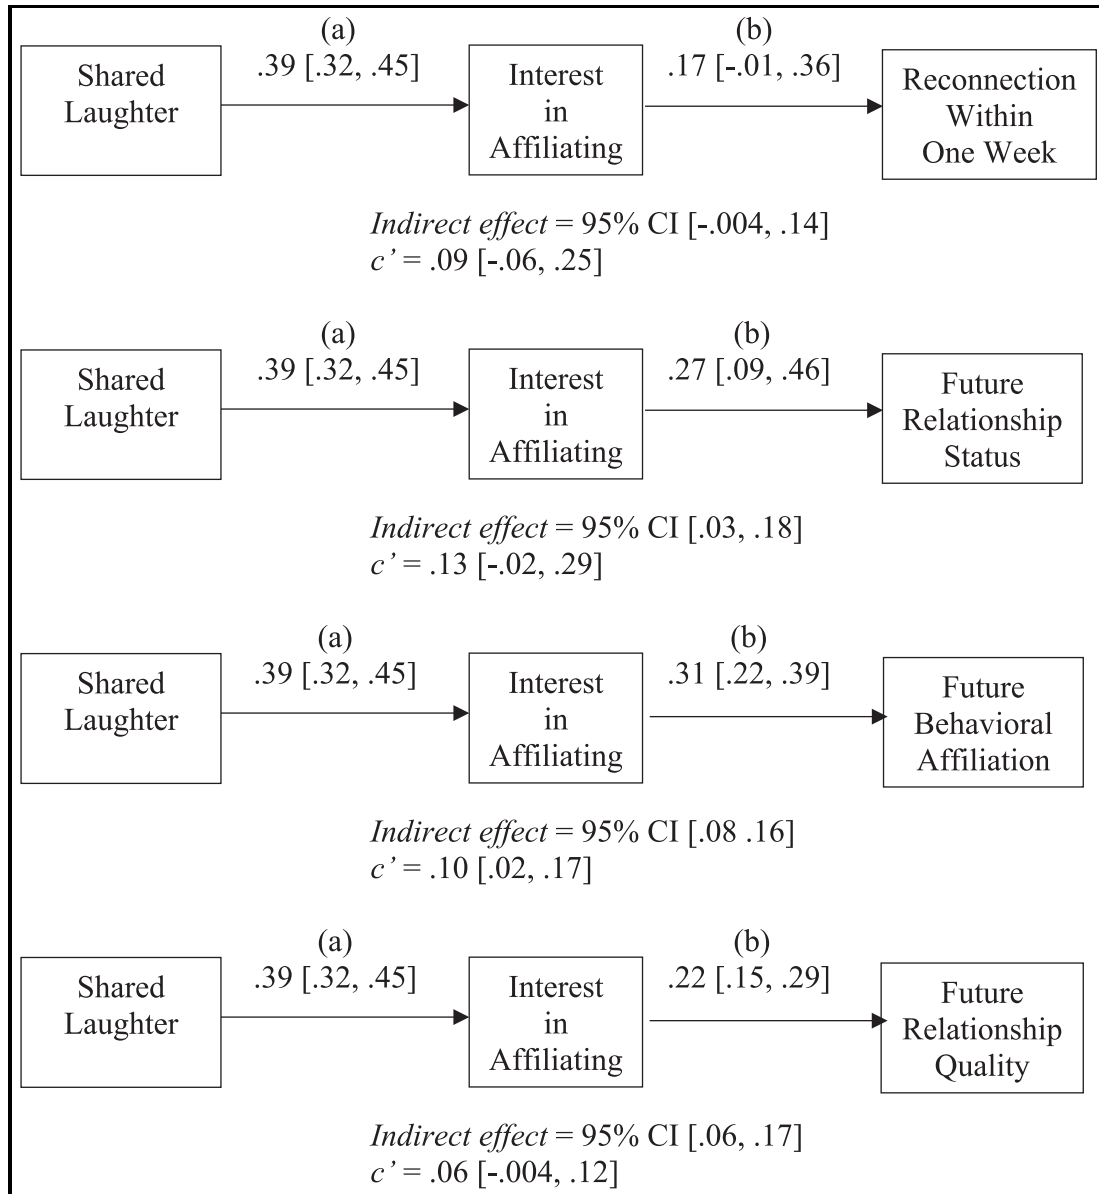 (a)
(b)
Shared
Laughter
.39 [.32, .45]
Interest
in
Affiliating
.17 [-.01, .36]
Reconnection
Within
One Week
Indirect effect = 95% CI [-.004, .14]
c’ = .09 [-.06, .25]
(a)
(b)
Shared
Laughter
.39 [.32, .45]
Interest
in
Affiliating
.27 [.09, .46]
Future
Relationship
Status
Indirect effect = 95% CI [.03, .18]
c’ = .13 [-.02, .29]
(a)
(b)
Shared
Laughter
.39 [.32, .45]
Interest
in
Affiliating
.31 [.22, .39]
Future
Behavioral
Affiliation
Indirect effect = 95% CI [.08 .16]
c’ = .10 [.02, .17]
(a)
(b)
Shared
Laughter
.39 [.32, .45]
Interest
in
Affiliating
.22 [.15, .29]
Future
Relationship
Quality
Indirect effect = 95% CI [.06, .17]
c’ = .06 [-.004, .12]